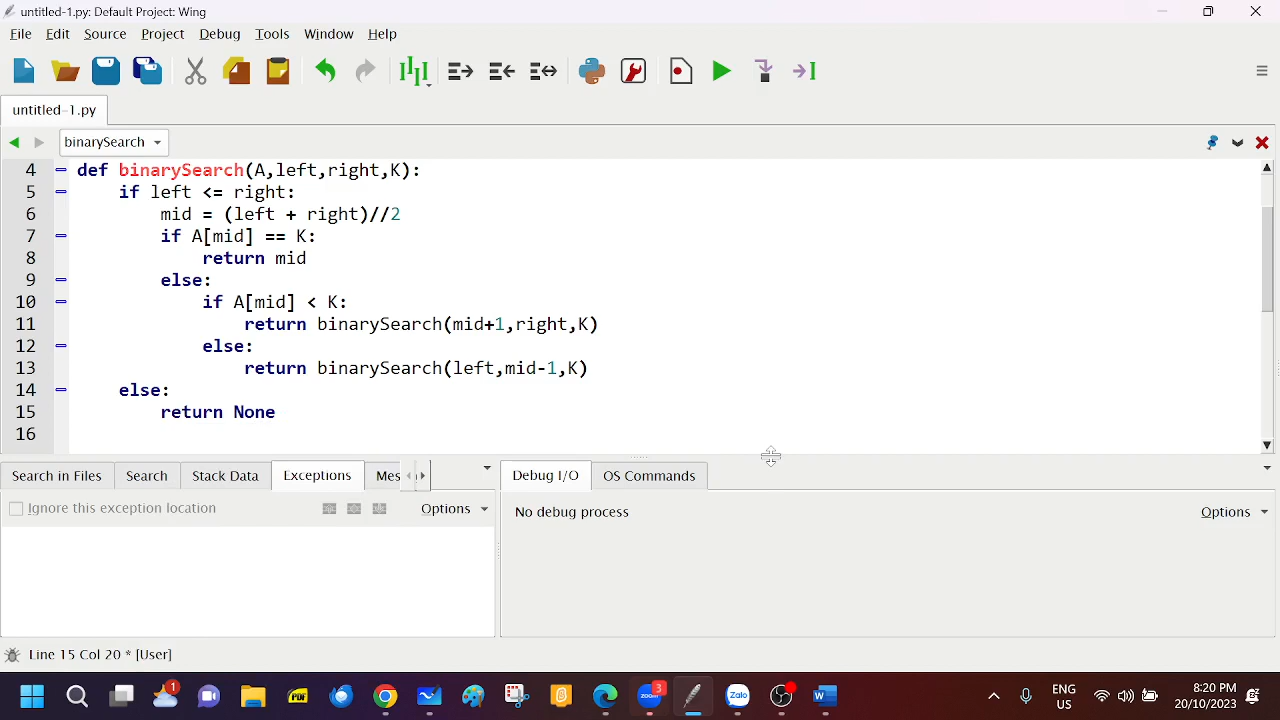 untitled-1.py: Default Project: Wing
File Edit Source Project Debug Tools Window Help
untitled-1.py
binarySearch
4 def binarySearch(A,left,right,K):
5 if left <= right:
6 mid = (left + right)//2
7 if A[mid] == K:
8 return mid
9 else:
10 if A[mid] < K:
11 return binarySearch(mid+1,right,K)
12 else:
13 return binarySearch(left,mid-1,K)
14 else:
15 return None
16
Search in Files Search Stack Data Exceptions Mes Debug I/O OS Commands
Ignore this exception location Options No debug process Options
Line 15 Col 20 * [User]
1 PDF zoom 3 Zalo W ENG US 8:20 PM 20/10/2023